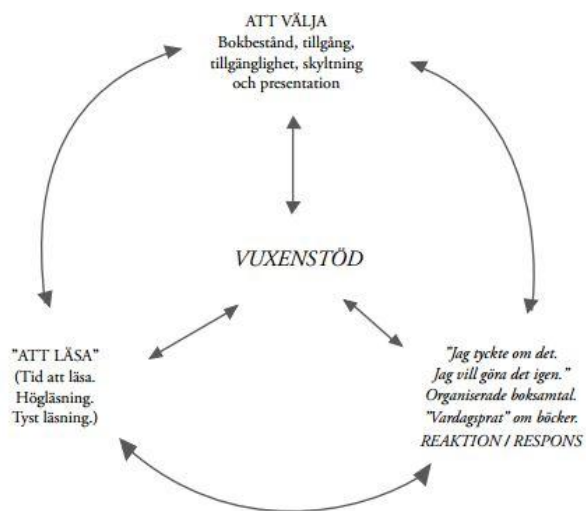 ATT VÄLJA
Bokbestånd, tillgång,
tillgänglighet, skyltning
och presentation
VUXENSTÖD
"ATT LÄSA"
(Tid att läsa.
Högläsning.
Tyst läsning.)
"Jag tyckte om det.
Jag vill göra det igen."
Organiserade boksamtal.
"Vardagsprat" om böcker.
REAKTION / RESPONS